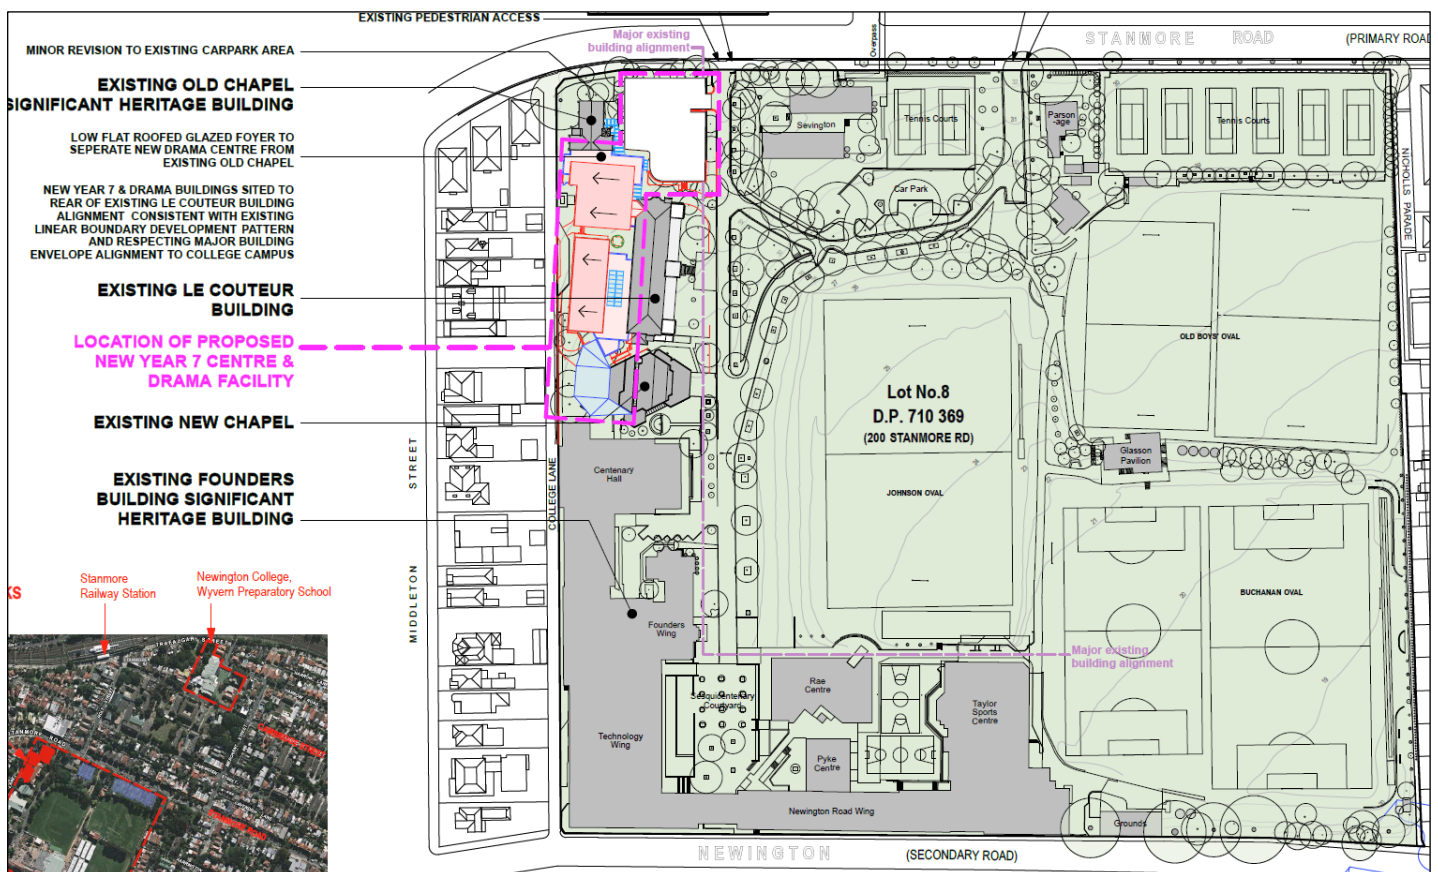 EXISTING PEDESTRIAN ACCESS
Major existing
building alignment
Overpass
STANMORE ROAD
(PRIMARY ROAD
MINOR REVISION TO EXISTING CARPARK AREA
EXISTING OLD CHAPEL
SIGNIFICANT HERITAGE BUILDING
LOW FLAT ROOFED GLAZED FOYER TO
SEPERATE NEW DRAMA CENTRE FROM
EXISTING OLD CHAPEL
NEW YEAR 7 & DRAMA BUILDINGS SITED TO
REAR OF EXISTING LE COUTEUR BUILDING
ALIGNMENT CONSISTENT WITH EXISTING
LINEAR BOUNDARY DEVELOPMENT PATTERN
AND RESPECTING MAJOR BUILDING
ENVELOPE ALIGNMENT TO COLLEGE CAMPUS
EXISTING LE COUTEUR
BUILDING
LOCATION OF PROPOSED
NEW YEAR 7 CENTRE &
DRAMA FACILITY
EXISTING NEW CHAPEL
EXISTING FOUNDERS
BUILDING SIGNIFICANT
HERITAGE BUILDING
Sevington
Tennis Courts
Parson
-age
Tennis Courts
NICHOLLS PARADE
Car Park
OLD BOYS' OVAL
Lot No.8
D.P. 710 369
(200 STANMORE RD)
JOHNSON OVAL
Glasson
Pavilion
BUCHANAN OVAL
Centenary
Hall
COLLEGE LANE
MIDDLETON STREET
Founders
Wing
Major existing
building alignment
Rae
Centre
Sesquicentenary
Courtyard
Taylor
Sports
Centre
Technology
Wing
Pyke
Centre
Newington Road Wing
Grounds
NEWINGTON
(SECONDARY ROAD)
KS
Stanmore
Railway Station
Newington College,
Wyvern Preparatory School
TRAFALGAR STREET
STANMORE ROAD